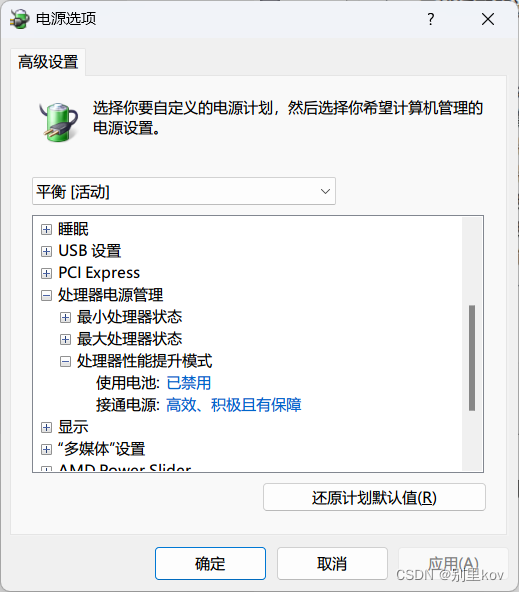 电源选项
高级设置
选择你要自定义的电源计划，然后选择你希望计算机管理的
电源设置。
平衡 [活动]
睡眠
USB 设置
PCI Express
处理器电源管理
最小处理器状态
最大处理器状态
处理器性能提升模式
使用电池: 已禁用
接通电源: 高效、积极且有保障
显示
“多媒体”设置
AMD Power Slider
还原计划默认值(R)
确定
取消
应用(A)
CSDN @别里kov